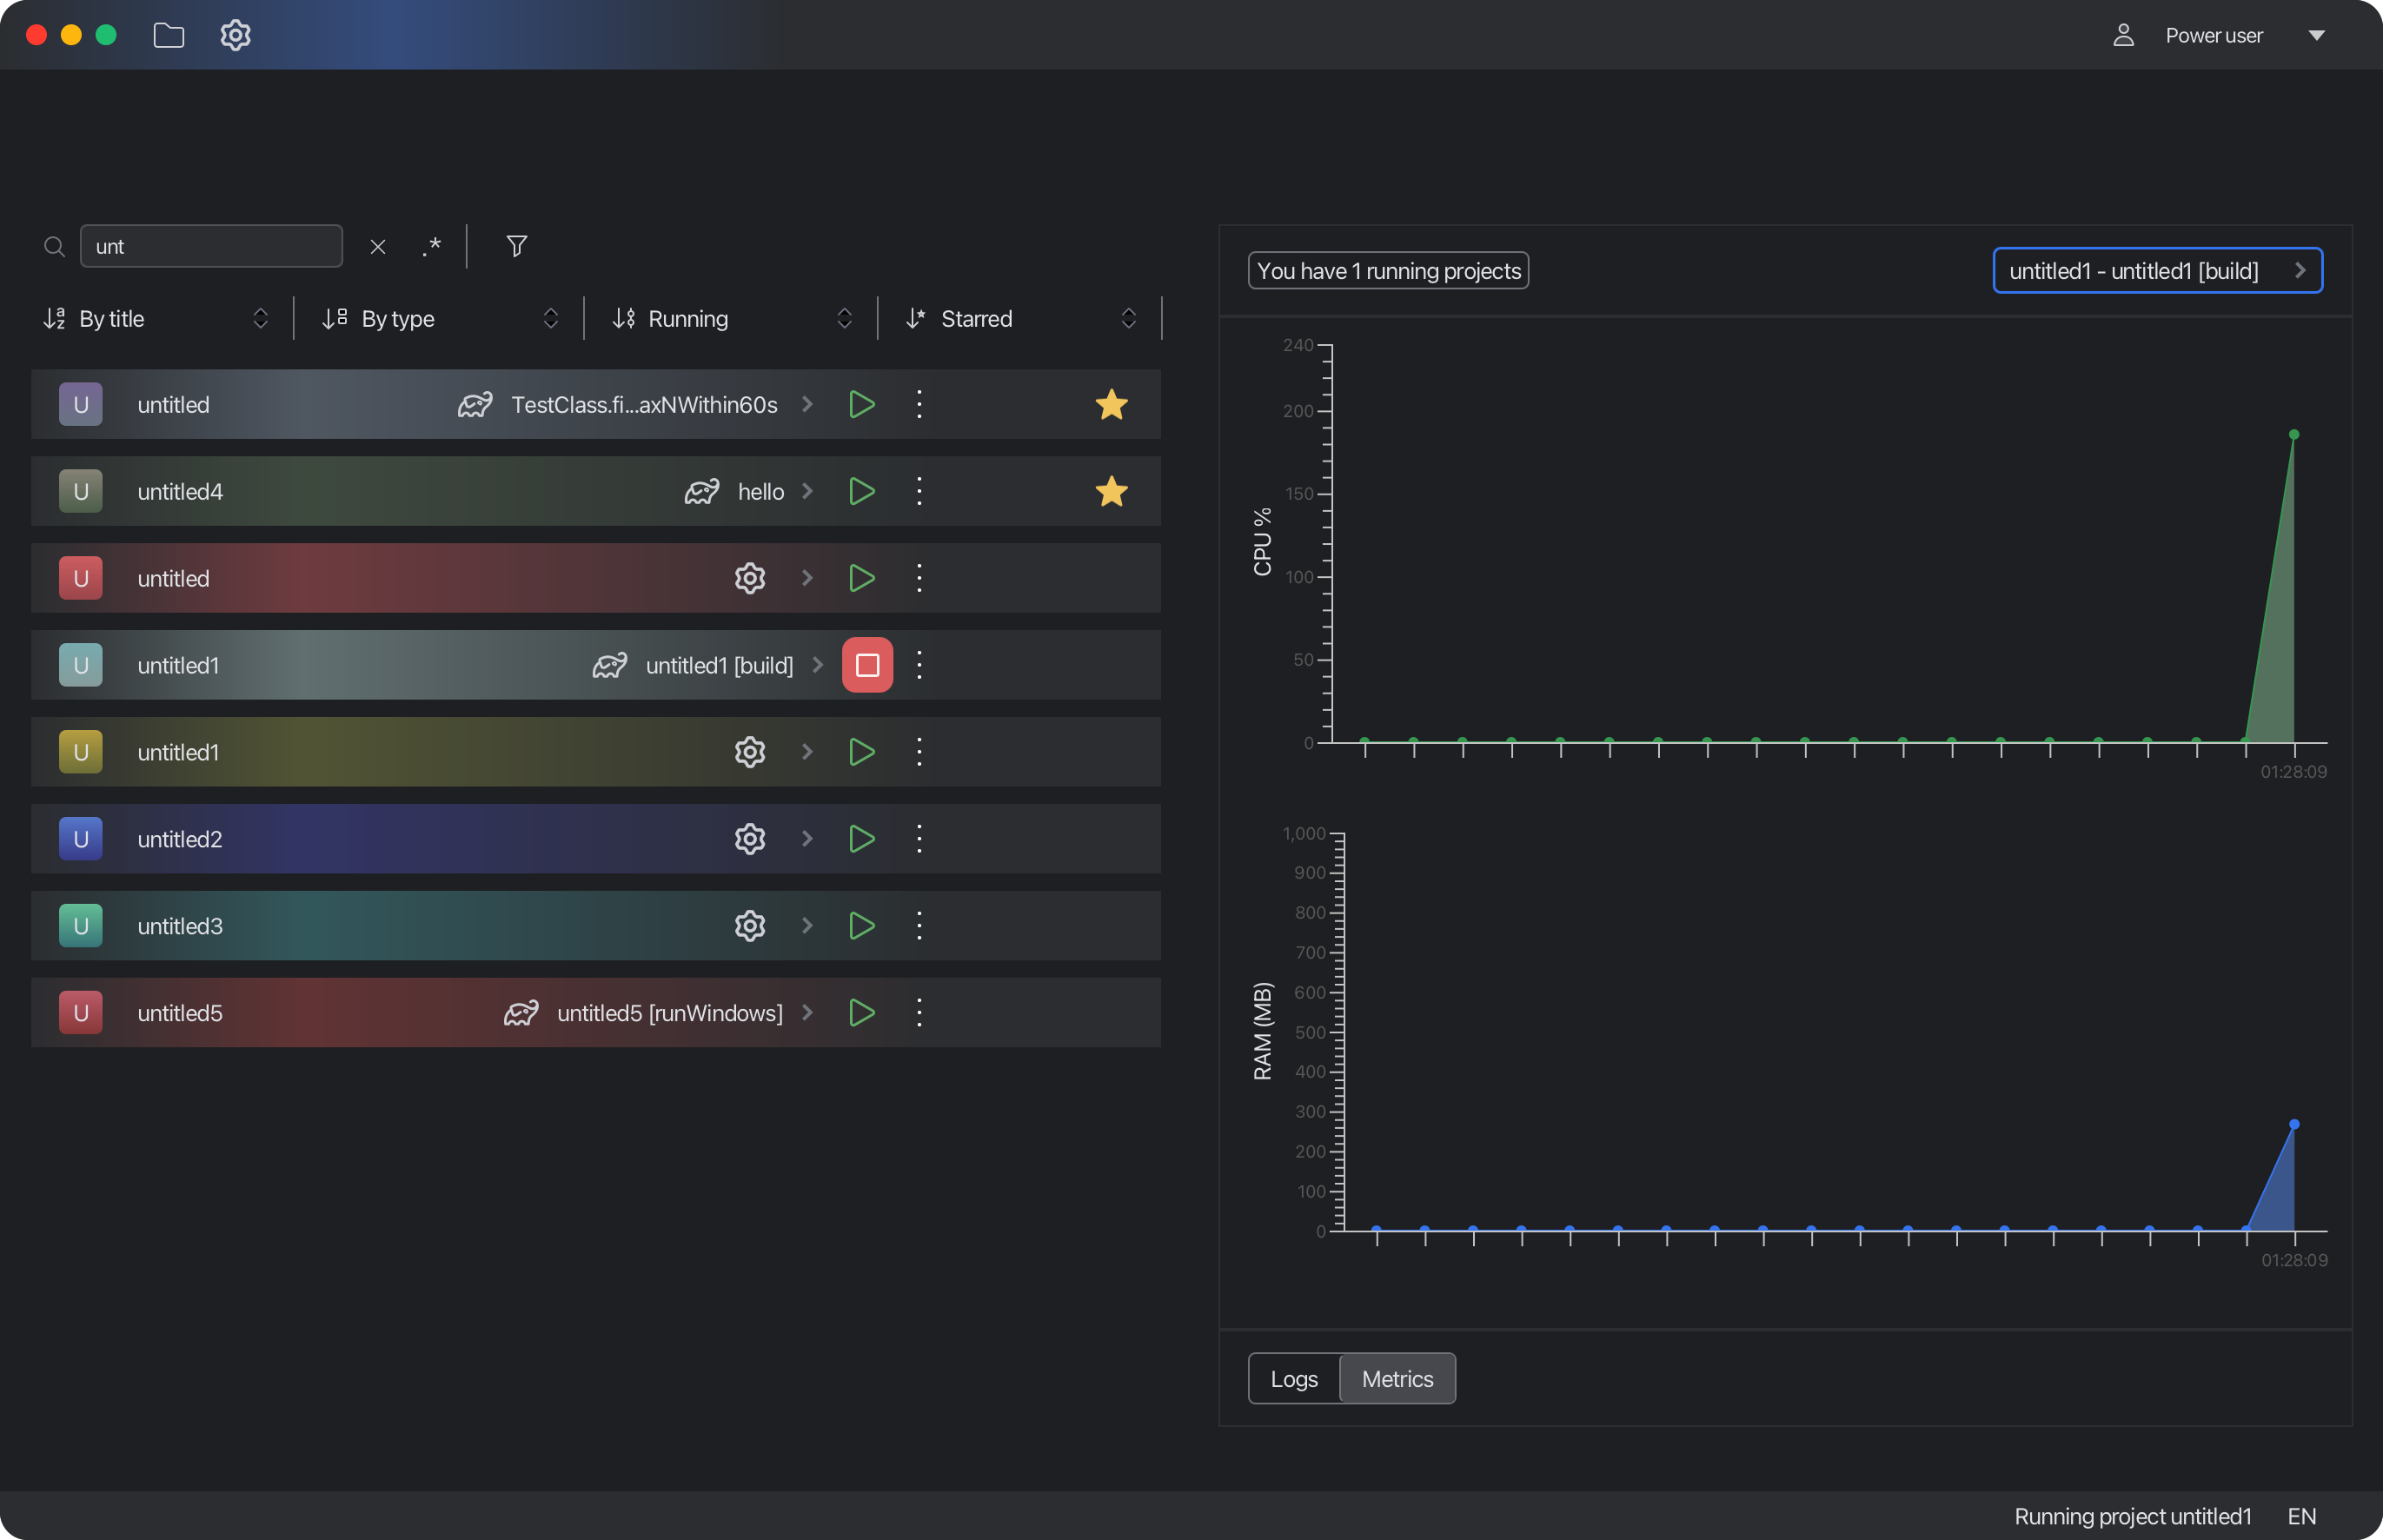 Power user
unt
.*
By title
By type
Running
Starred
U untitled TestClass.fi...axNWithin60s
U untitled4 hello
U untitled
U untitled1 untitled1 [build]
U untitled1
U untitled2
U untitled3
U untitled5 untitled5 [runWindows]
You have 1 running projects
untitled1 - untitled1 [build]
CPU %
240
200
150
100
50
0
01:28:09
RAM (MB)
1,000
900
800
700
600
500
400
300
200
100
0
01:28:09
Logs
Metrics
Running project untitled1
EN